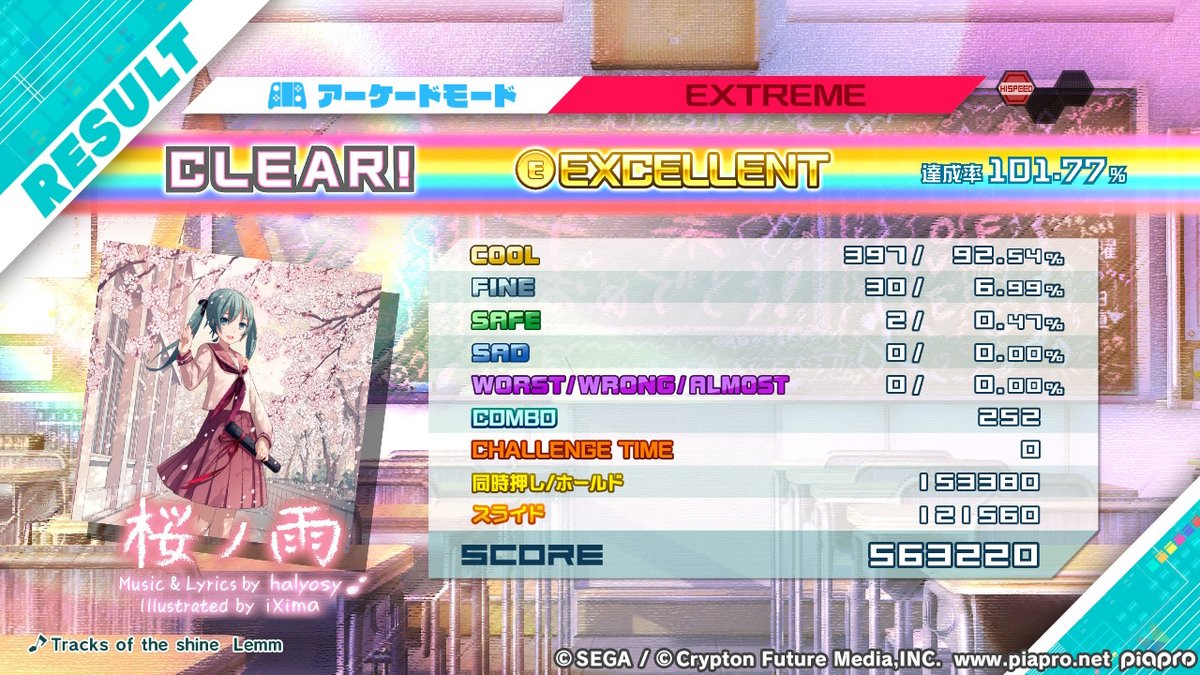 RESULT
アーケードモード
EXTREME
HISPEED
CLEAR!
E EXCELLENT
達成率 101.77%
COOL 397/ 92.54%
FINE 30/ 6.99%
SAFE 2/ 0.47%
SAD 0/ 0.00%
WORST/WRONG/ALMOST 0/ 0.00%
COMBO 252
CHALLENGE TIME 0
同時押し/ホールド 153380
スライド 121560
SCORE 563220
桜ノ雨
Music & Lyrics by halyosy
Illustrated by iXima
♪Tracks of the shine Lemm
©SEGA / ©Crypton Future Media,INC. www.piapro.net piapro